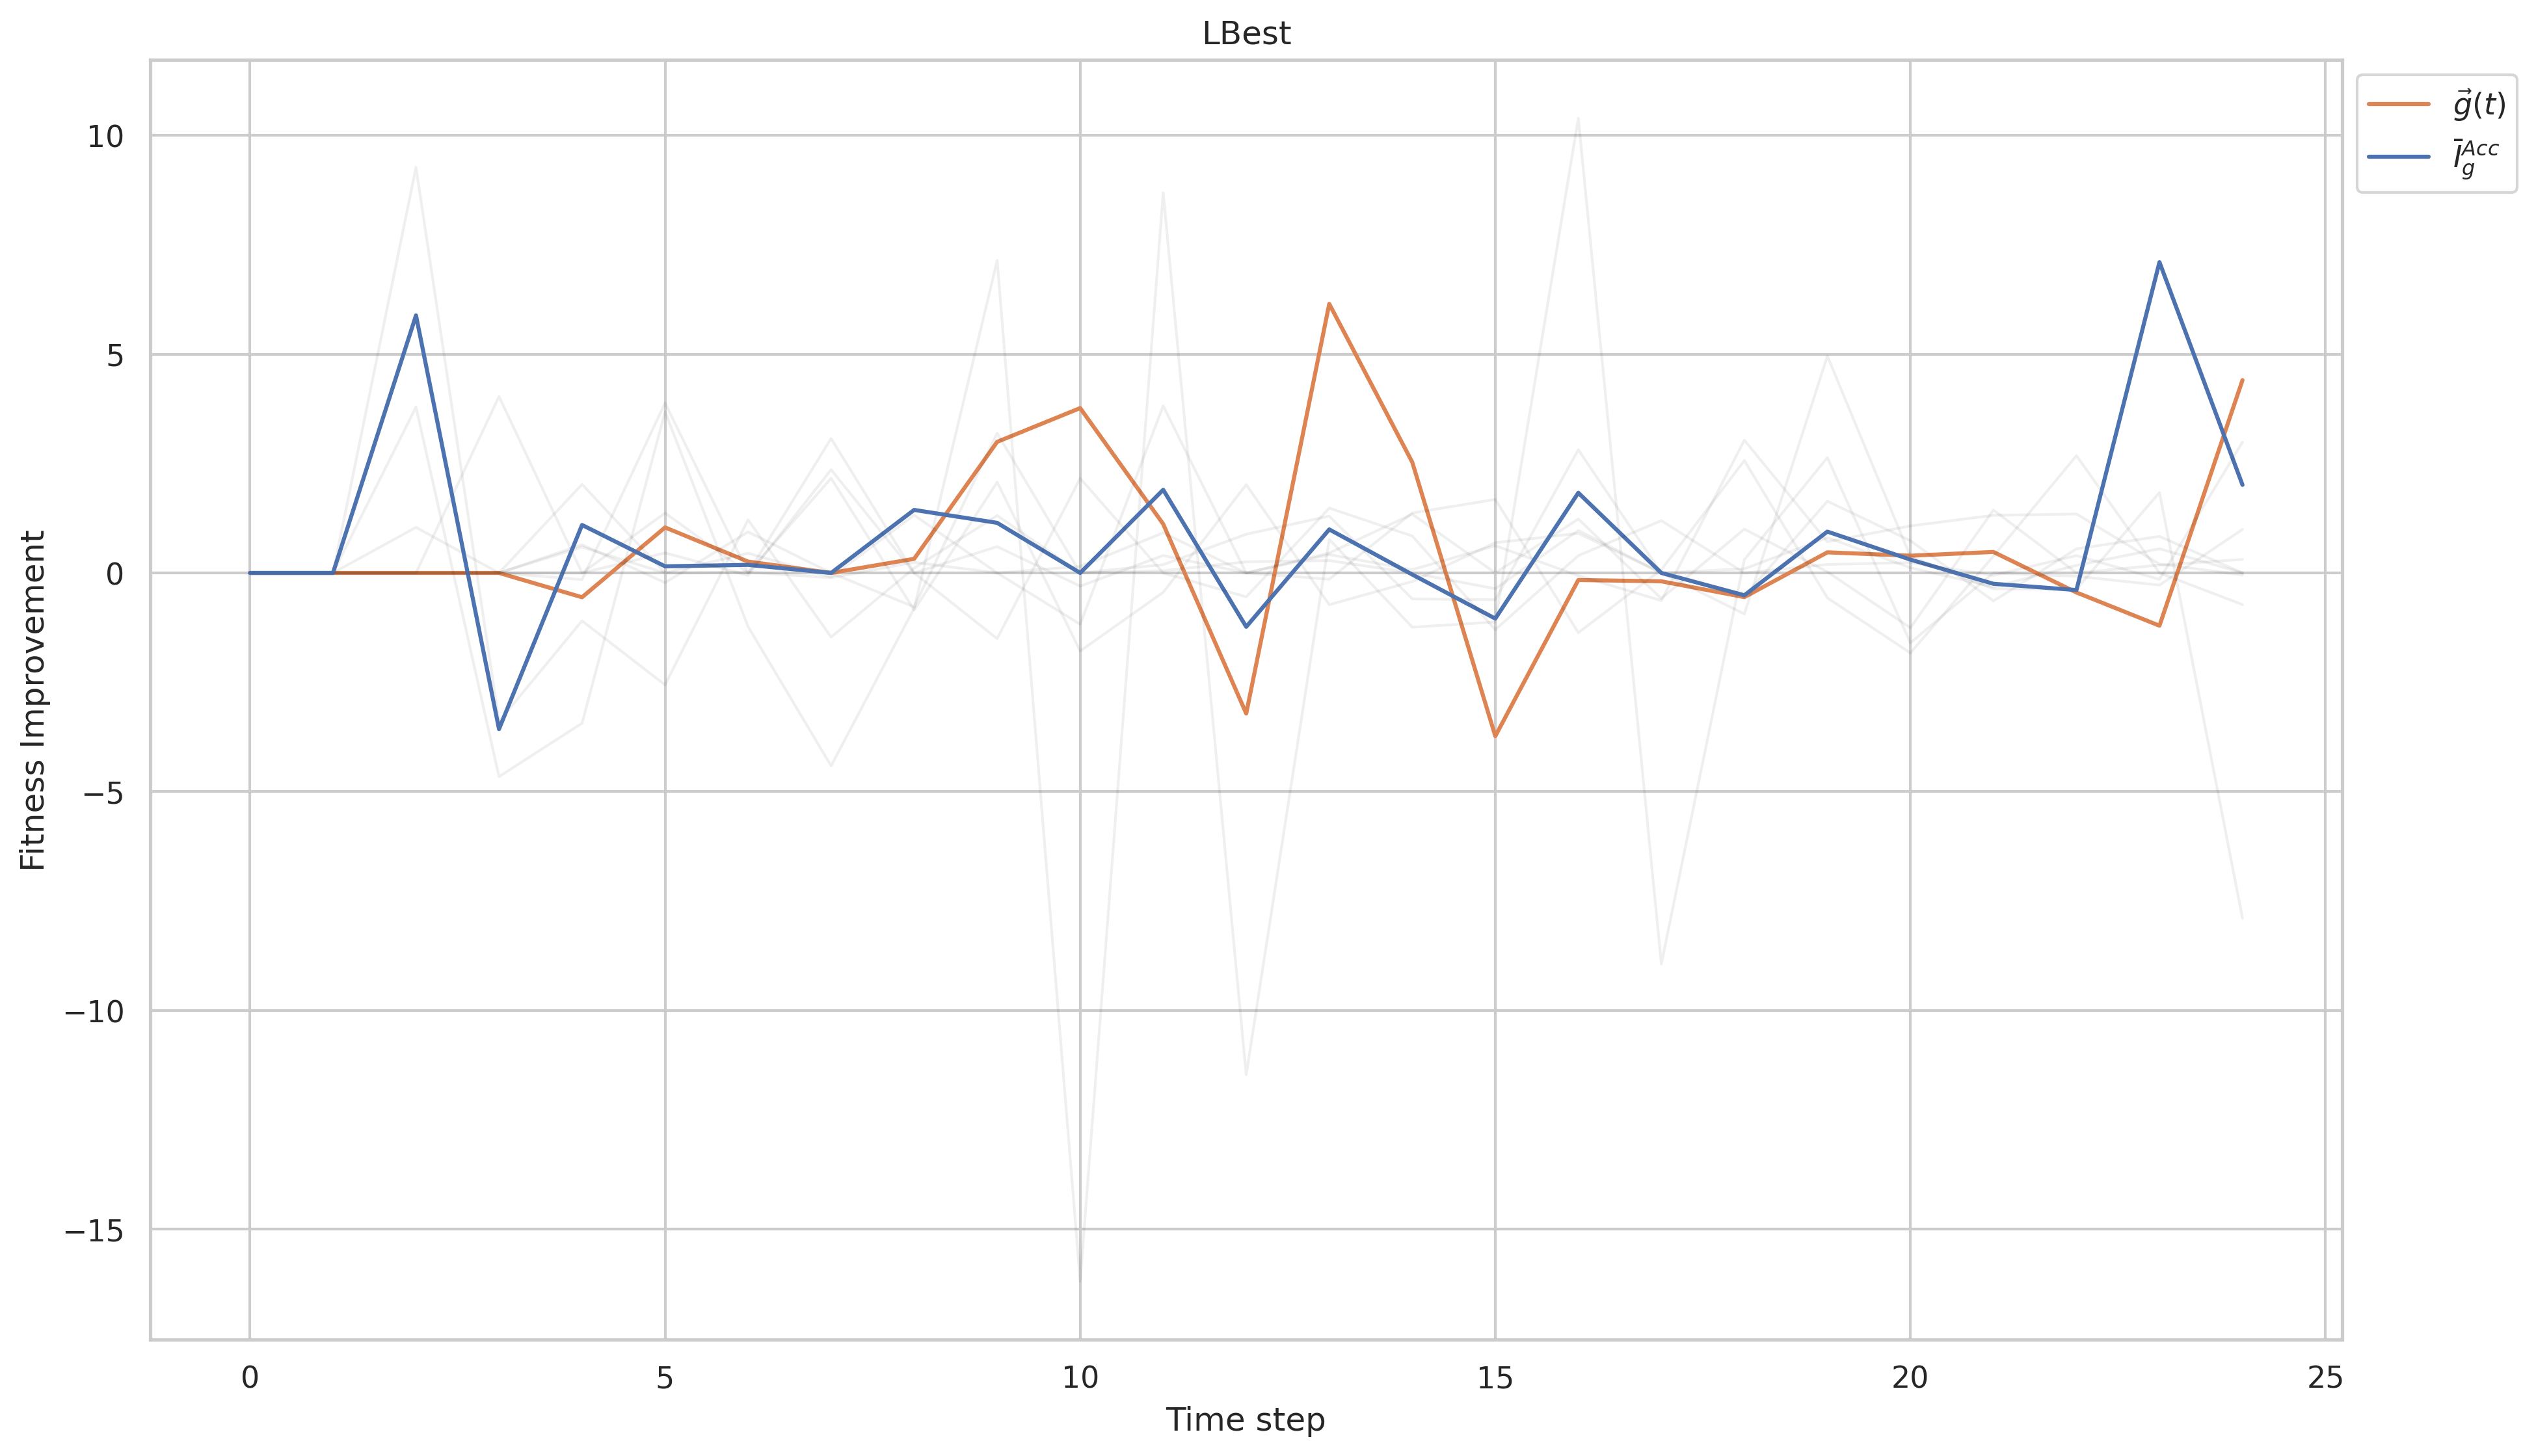 LBest
g⃗(t)
Ī_g^Acc
10
5
0
−5
−10
−15
Fitness Improvement
0 5 10 15 20 25
Time step